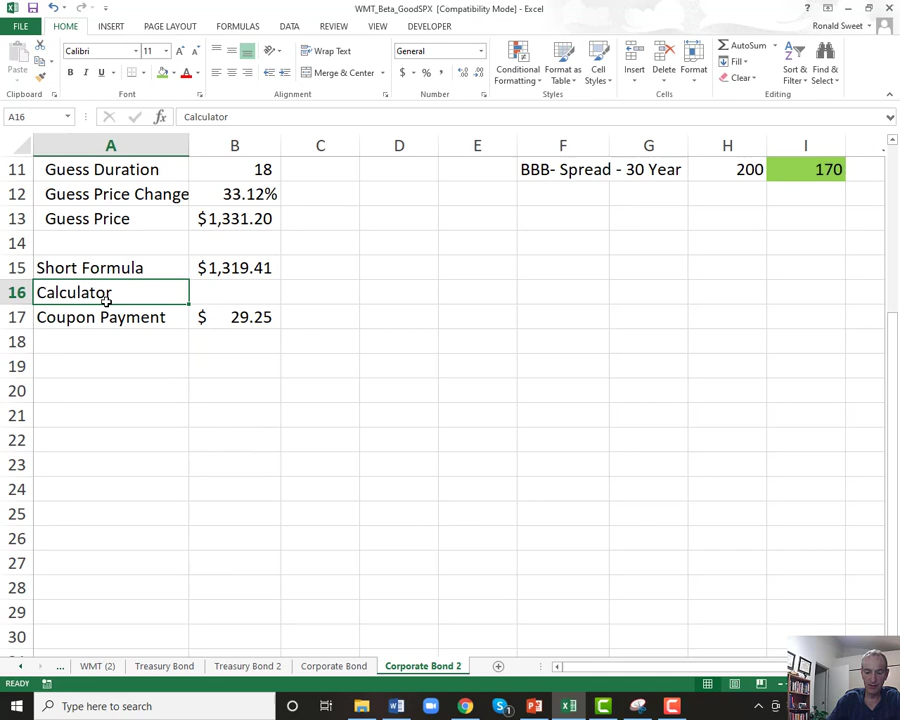 WMT_Beta_GoodSPX [Compatibility Mode] - Excel
FILE HOME INSERT PAGE LAYOUT FORMULAS DATA REVIEW VIEW DEVELOPER Ronald Sweet
Calibri 11 Wrap Text General AutoSum
Paste B I U A Merge & Center $ % , Conditional Formatting Format as Table Cell Styles Insert Delete Format Fill Clear Sort & Filter Find & Select
Clipboard Font Alignment Number Styles Cells Editing
A16 fx Calculator
A B C D E F G H I
11 Guess Duration 18 BBB- Spread - 30 Year 200 170
12 Guess Price Change 33.12%
13 Guess Price $1,331.20
14
15 Short Formula $1,319.41
16 Calculator
17 Coupon Payment $ 29.25
18
19
20
21
22
23
24
25
26
27
28
29
30
... WMT (2) Treasury Bond Treasury Bond 2 Corporate Bond Corporate Bond 2
READY
Type here to search